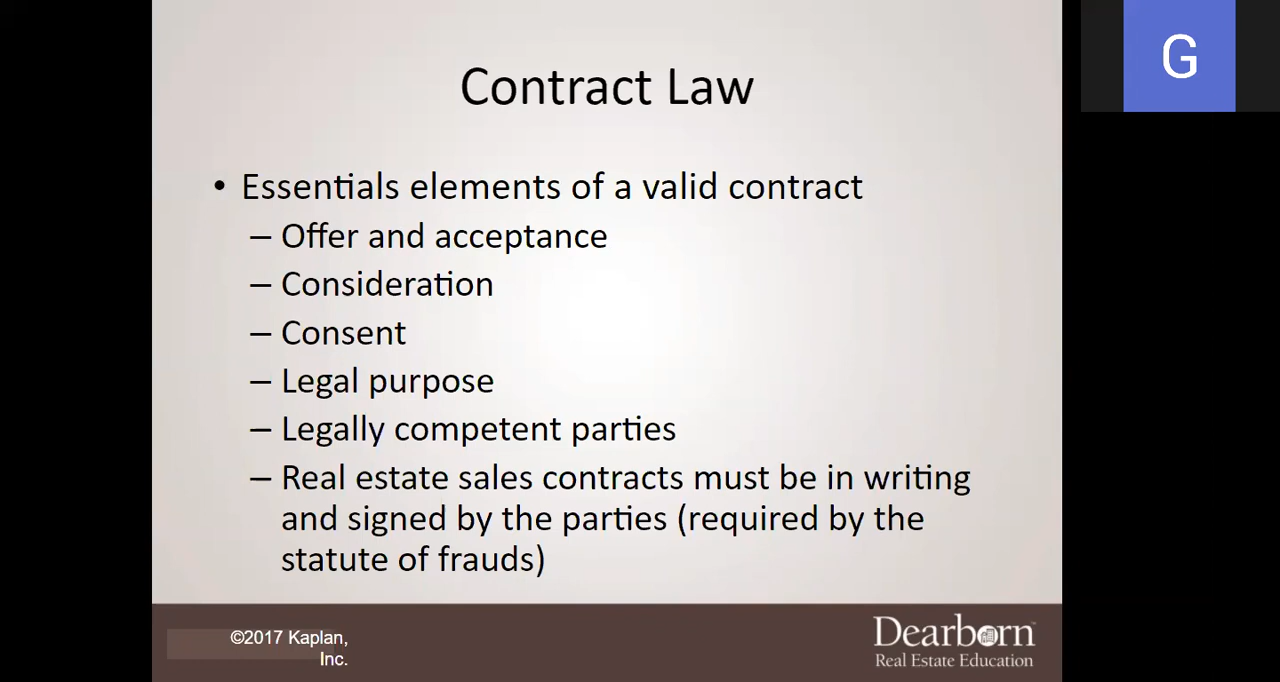 Contract Law
• Essentials elements of a valid contract
– Offer and acceptance
– Consideration
– Consent
– Legal purpose
– Legally competent parties
– Real estate sales contracts must be in writing
and signed by the parties (required by the
statute of frauds)
©2017 Kaplan,
Inc.
Dearborn™
Real Estate Education
G